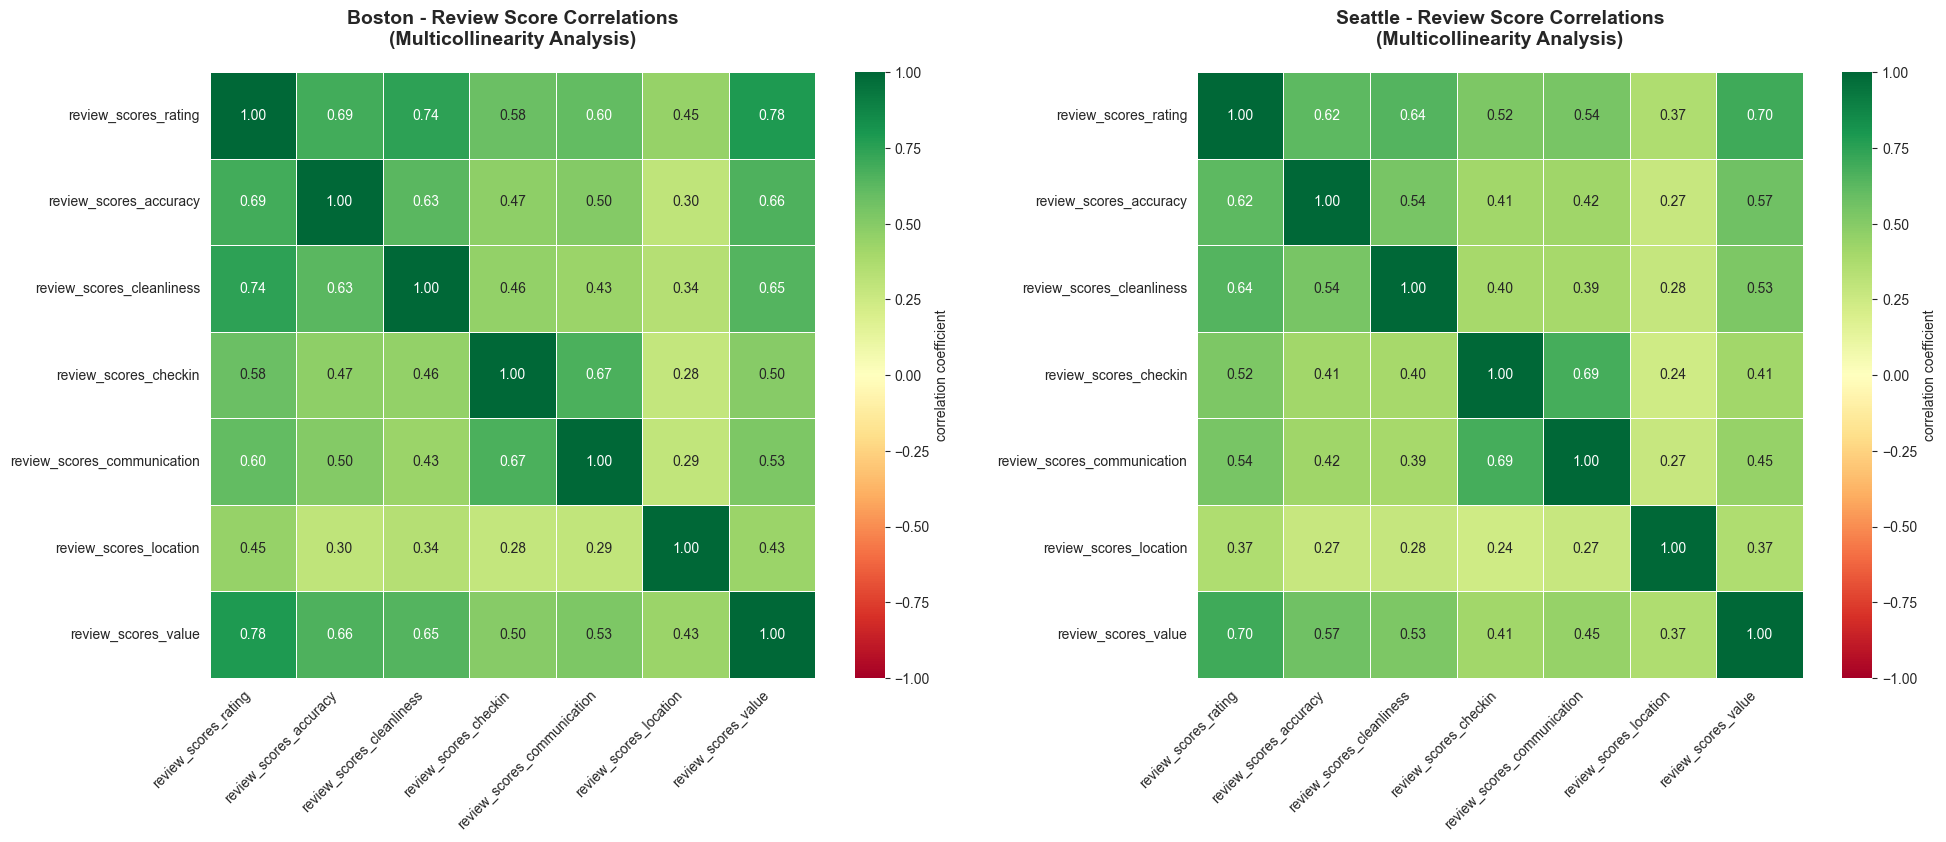 Boston - Review Score Correlations
(Multicollinearity Analysis)
review_scores_rating 1.00 0.69 0.74 0.58 0.60 0.45 0.78
review_scores_accuracy 0.69 1.00 0.63 0.47 0.50 0.30 0.66
review_scores_cleanliness 0.74 0.63 1.00 0.46 0.43 0.34 0.65
review_scores_checkin 0.58 0.47 0.46 1.00 0.67 0.28 0.50
review_scores_communication 0.60 0.50 0.43 0.67 1.00 0.29 0.53
review_scores_location 0.45 0.30 0.34 0.28 0.29 1.00 0.43
review_scores_value 0.78 0.66 0.65 0.50 0.53 0.43 1.00
review_scores_rating
review_scores_accuracy
review_scores_cleanliness
review_scores_checkin
review_scores_communication
review_scores_location
review_scores_value
1.00
0.75
0.50
0.25
0.00
−0.25
−0.50
−0.75
−1.00
correlation coefficient
Seattle - Review Score Correlations
(Multicollinearity Analysis)
review_scores_rating 1.00 0.62 0.64 0.52 0.54 0.37 0.70
review_scores_accuracy 0.62 1.00 0.54 0.41 0.42 0.27 0.57
review_scores_cleanliness 0.64 0.54 1.00 0.40 0.39 0.28 0.53
review_scores_checkin 0.52 0.41 0.40 1.00 0.69 0.24 0.41
review_scores_communication 0.54 0.42 0.39 0.69 1.00 0.27 0.45
review_scores_location 0.37 0.27 0.28 0.24 0.27 1.00 0.37
review_scores_value 0.70 0.57 0.53 0.41 0.45 0.37 1.00
review_scores_rating
review_scores_accuracy
review_scores_cleanliness
review_scores_checkin
review_scores_communication
review_scores_location
review_scores_value
1.00
0.75
0.50
0.25
0.00
−0.25
−0.50
−0.75
−1.00
correlation coefficient